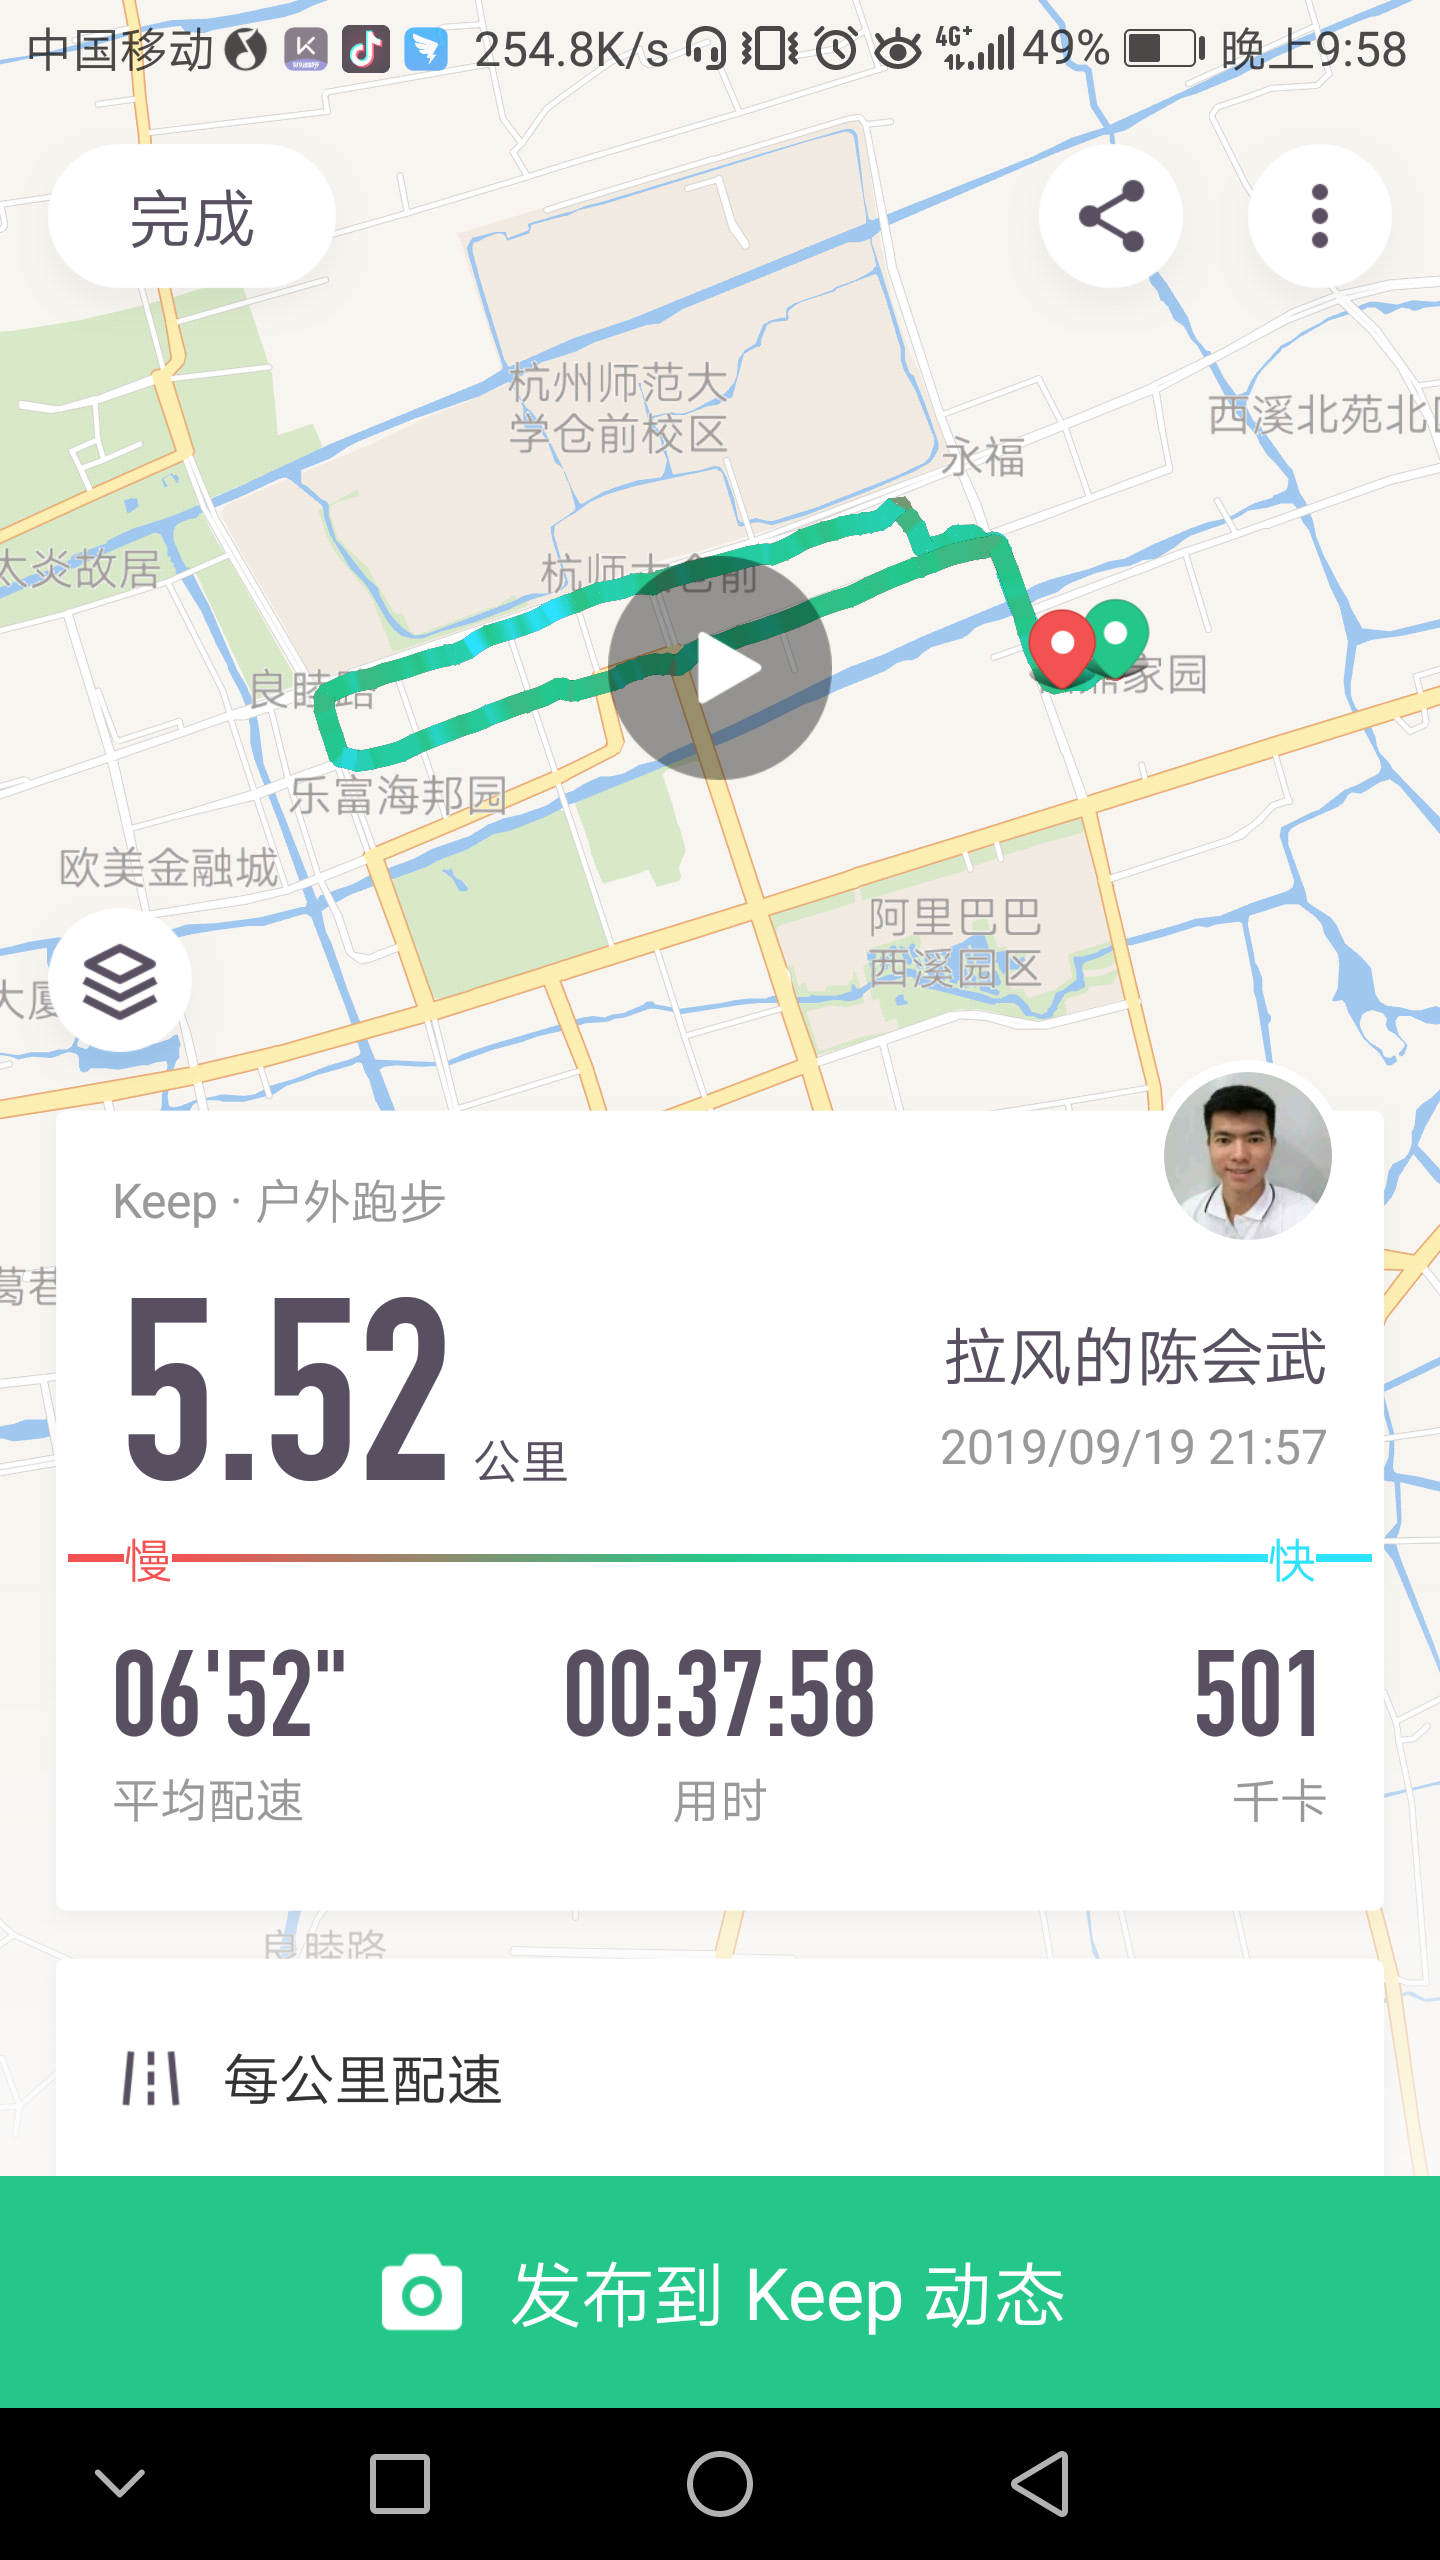 中国移动 254.8K/s 4G+ 49% 晚上9:58
完成
杭州师范大
学仓前校区
西溪北苑北
永福
太炎故居
杭师大仓前
良睦路
家园
乐富海邦园
欧美金融城
阿里巴巴
西溪园区
大厦
Keep · 户外跑步
葛巷
5.52 公里
拉风的陈会武
2019/09/19 21:57
慢 快
06'52" 00:37:58 501
平均配速 用时 千卡
良睦路
每公里配速
发布到 Keep 动态